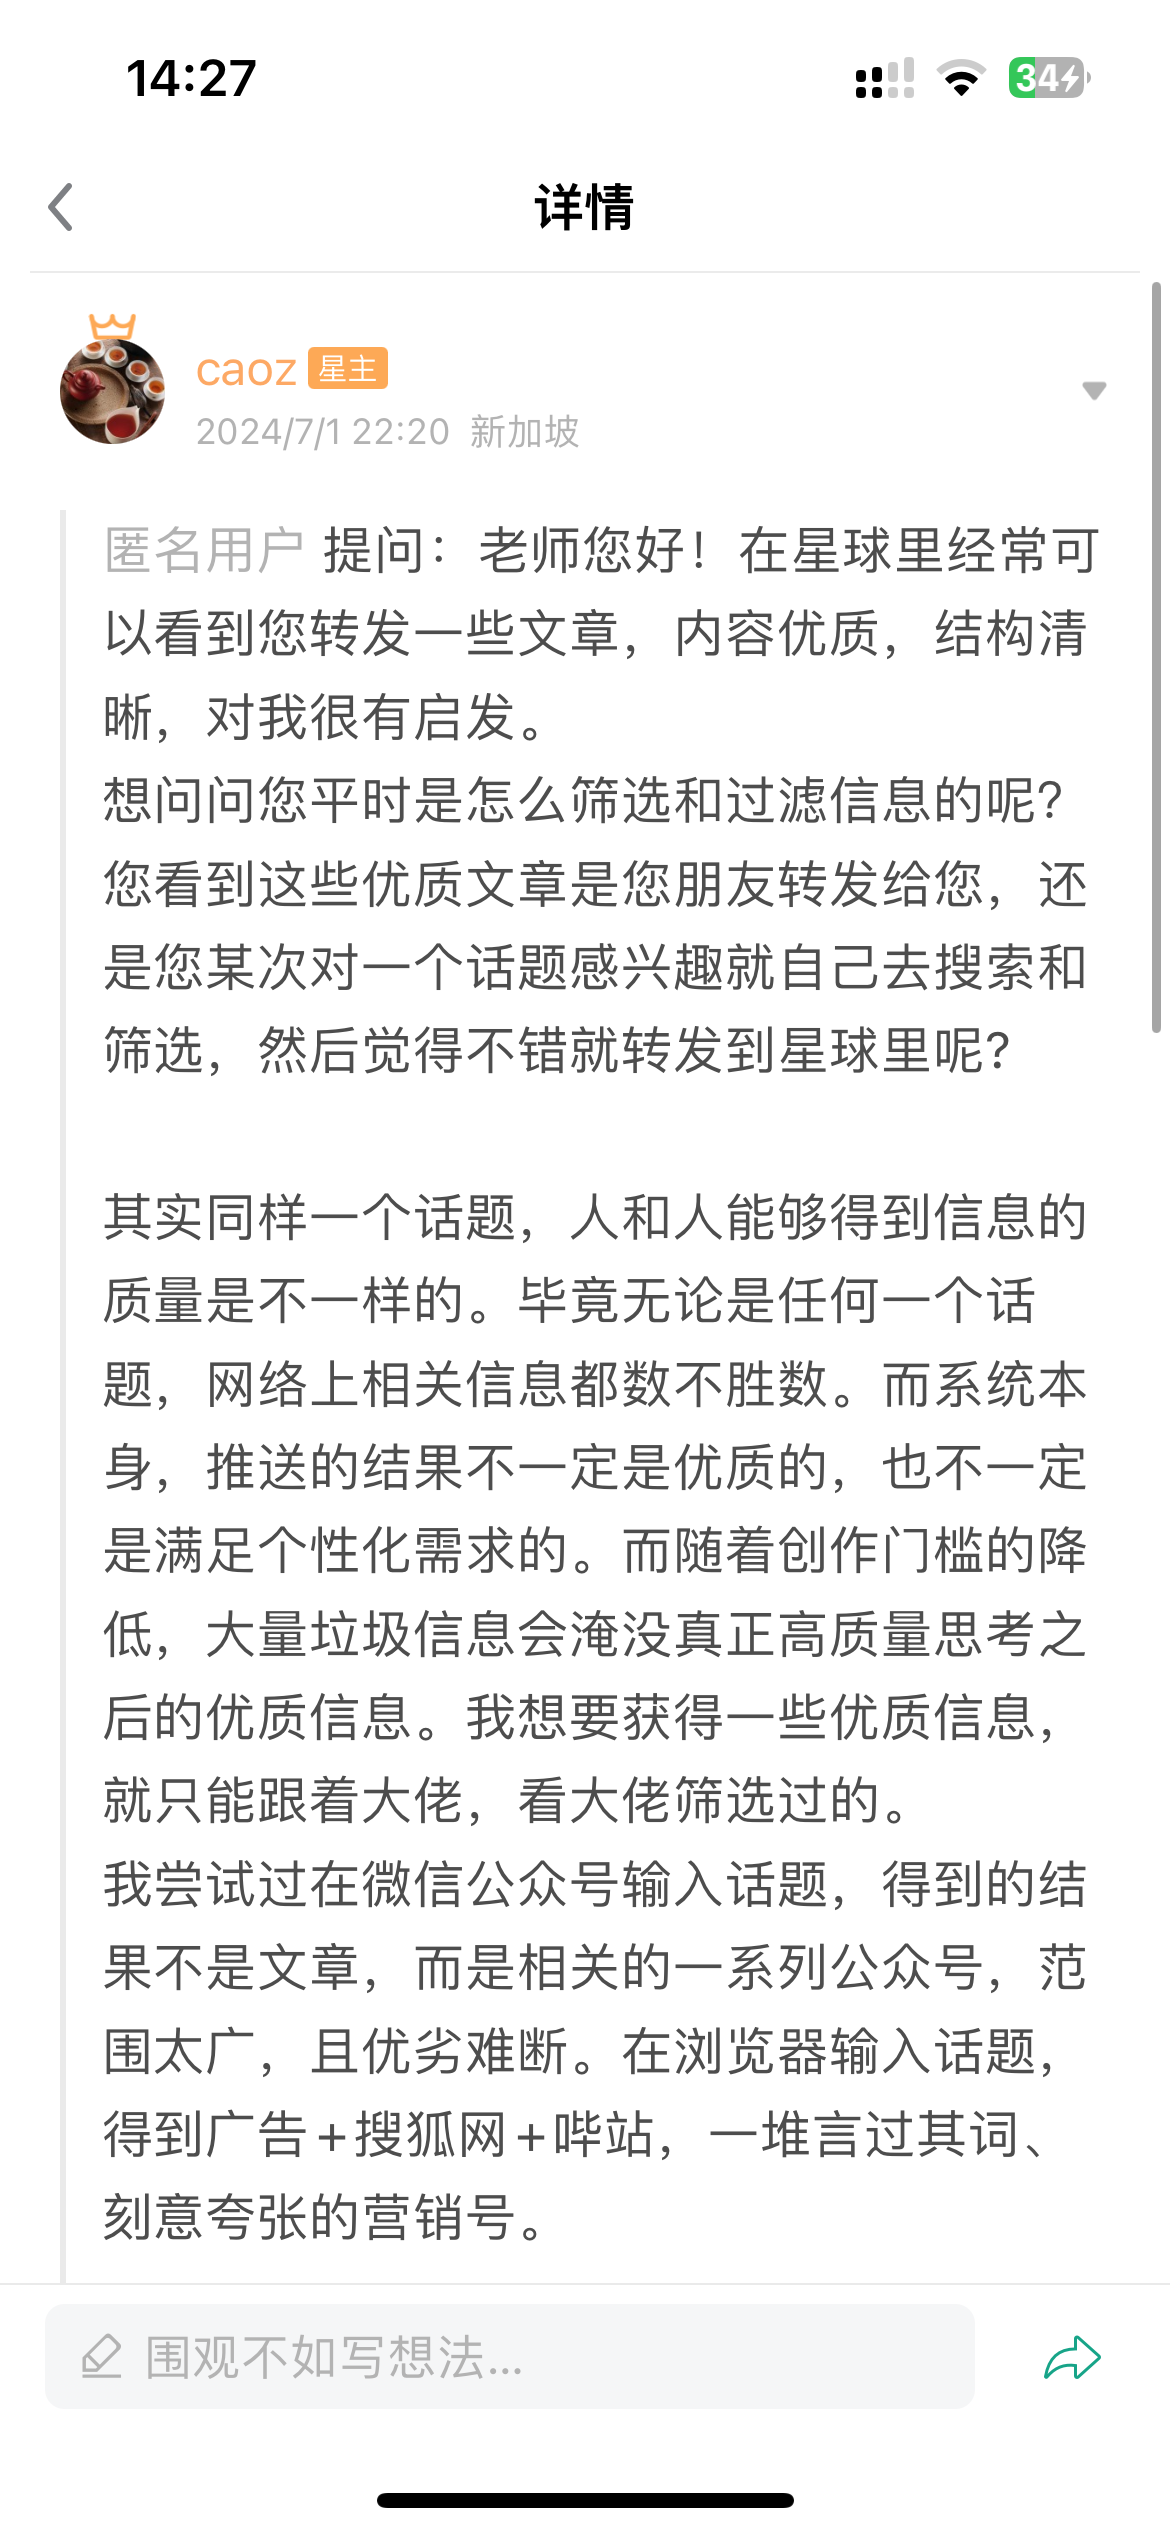 14:27
34
详情
caoz 星主
2024/7/1 22:20 新加坡
匿名用户 提问：老师您好！在星球里经常可
以看到您转发一些文章，内容优质，结构清
晰，对我很有启发。
想问问您平时是怎么筛选和过滤信息的呢?
您看到这些优质文章是您朋友转发给您，还
是您某次对一个话题感兴趣就自己去搜索和
筛选，然后觉得不错就转发到星球里呢?
其实同样一个话题，人和人能够得到信息的
质量是不一样的。毕竟无论是任何一个话
题，网络上相关信息都数不胜数。而系统本
身，推送的结果不一定是优质的，也不一定
是满足个性化需求的。而随着创作门槛的降
低，大量垃圾信息会淹没真正高质量思考之
后的优质信息。我想要获得一些优质信息，
就只能跟着大佬，看大佬筛选过的。
我尝试过在微信公众号输入话题，得到的结
果不是文章，而是相关的一系列公众号，范
围太广，且优劣难断。在浏览器输入话题，
得到广告+搜狐网+哔站，一堆言过其词、
刻意夸张的营销号。
围观不如写想法...